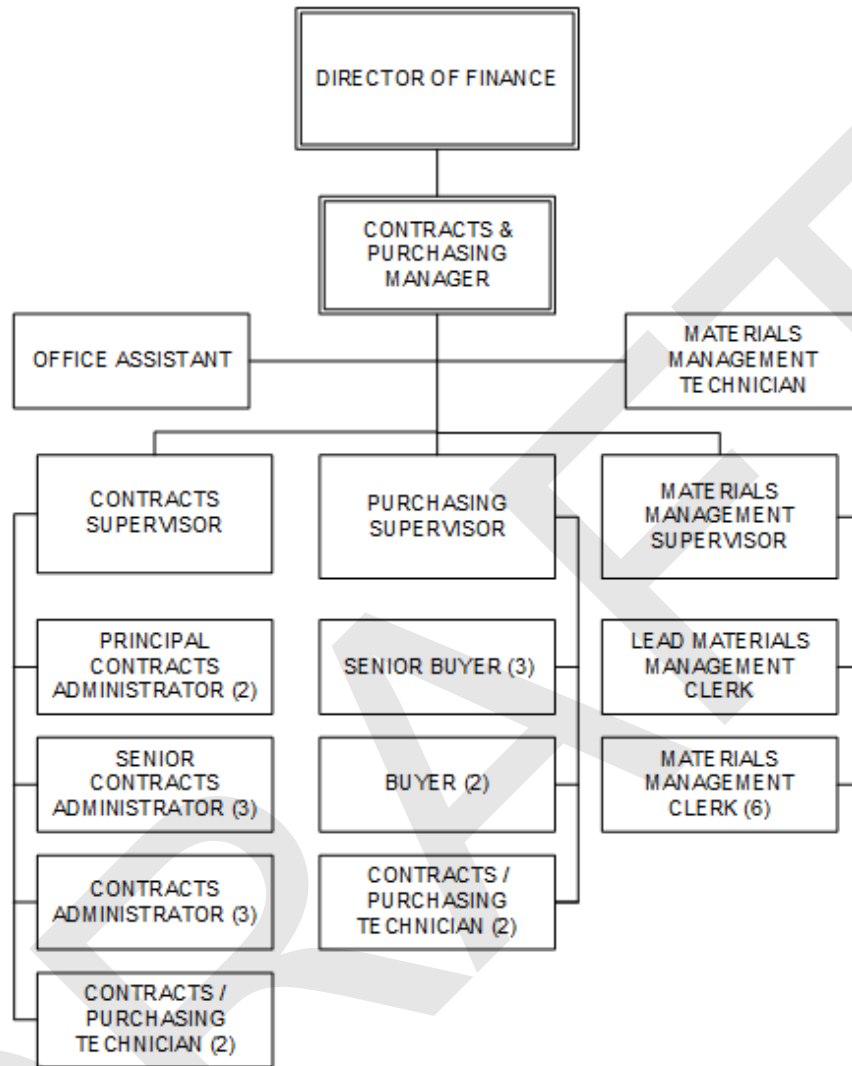 DIRECTOR OF FINANCE
CONTRACTS &
PURCHASING
MANAGER
OFFICE ASSISTANT
MATERIALS
MANAGEMENT
TECHNICIAN
CONTRACTS
SUPERVISOR
PURCHASING
SUPERVISOR
MATERIALS
MANAGEMENT
SUPERVISOR
PRINCIPAL
CONTRACTS
ADMINISTRATOR (2)
SENIOR BUYER (3)
LEAD MATERIALS
MANAGEMENT
CLERK
SENIOR
CONTRACTS
ADMINISTRATOR (3)
BUYER (2)
MATERIALS
MANAGEMENT
CLERK (6)
CONTRACTS
ADMINISTRATOR (3)
CONTRACTS /
PURCHASING
TECHNICIAN (2)
CONTRACTS /
PURCHASING
TECHNICIAN (2)
DRAFT